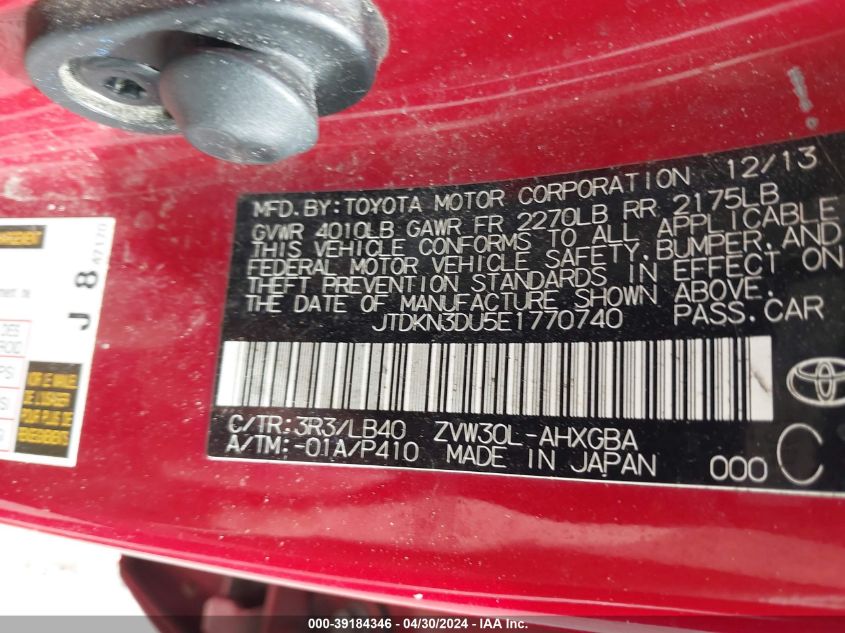 MFD. BY: TOYOTA MOTOR CORPORATION 12/13
GVWR 4010LB GAWR FR 2270LB RR 2175LB
THIS VEHICLE CONFORMS TO ALL APPLICABLE
FEDERAL MOTOR VEHICLE SAFETY, BUMPER, AND
THEFT PREVENTION STANDARDS IN EFFECT ON
THE DATE OF MANUFACTURE SHOWN ABOVE.
JTDKN3DU5E1770740 PASS. CAR
C/TR: 3R3/LB40 ZVW30L-AHXGBA
A/TM: -01A/P410 MADE IN JAPAN 000 C
J 8 47170
000-39184346 - 04/30/2024 - - - -